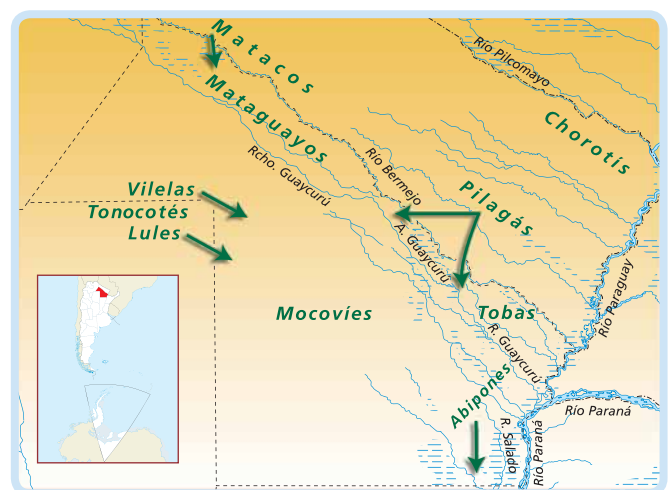 Matacos
Río Pilcomayo
Mataguayos
Chorotís
Rcho. Guaycurú
Río Bermejo
Vilelas
Tonocotés
Lules
Pilagás
A. Guaycurú
Río Paraguay
Mocovíes
Tobas
R. Guaycurú
Abipones
Río Paraná
R. Salado
Río Paraná